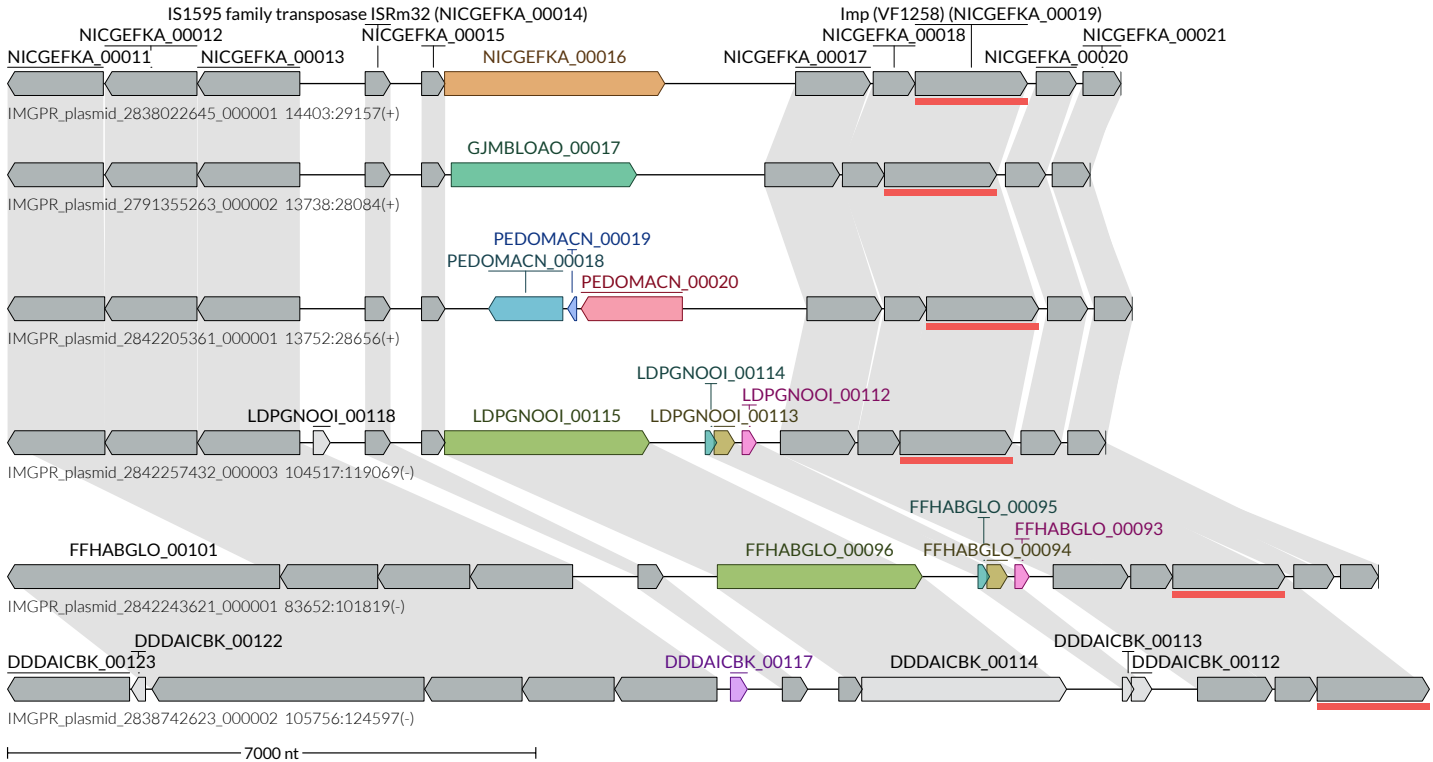 IS1595 family transposase ISRm32 (NICGEFKA_00014)
Imp (VF1258) (NICGEFKA_00019)
NICGEFKA_00012
NICGEFKA_00015
NICGEFKA_00018
NICGEFKA_00021
NICGEFKA_00011
NICGEFKA_00013
NICGEFKA_00016
NICGEFKA_00017
NICGEFKA_00020
IMGPR_plasmid_2838022645_000001 14403:29157(+)
GJMBLOAO_00017
IMGPR_plasmid_2791355263_000002 13738:28084(+)
PEDOMACN_00019
PEDOMACN_00018
PEDOMACN_00020
IMGPR_plasmid_2842205361_000001 13752:28656(+)
LDPGNOOI_00114
LDPGNOOI_00112
LDPGNOOI_00118
LDPGNOOI_00115
LDPGNOOI_00113
IMGPR_plasmid_2842257432_000003 104517:119069(-)
FFHABGLO_00095
FFHABGLO_00093
FFHABGLO_00101
FFHABGLO_00096
FFHABGLO_00094
IMGPR_plasmid_2842243621_000001 83652:101819(-)
DDDAICBK_00122
DDDAICBK_00113
DDDAICBK_00123
DDDAICBK_00117
DDDAICBK_00114
DDDAICBK_00112
IMGPR_plasmid_2838742623_000002 105756:124597(-)
7000 nt